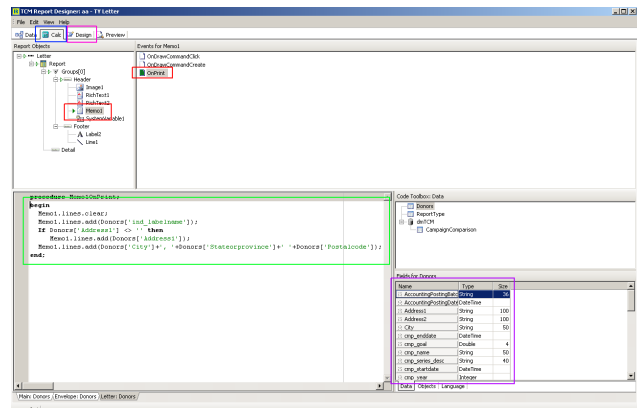 TCM Report Designer: aa - TY Letter
File Edit View Help
Data Calc Design Preview
Report Objects
Events for Memo1
Letter
Report
Groups[0]
Header
Image1
RichText1
RichText2
Memo1
SystemVariable1
Footer
Label2
Line1
Detail
OnDrawCommandClick
OnDrawCommandCreate
OnPrint
procedure Memo1OnPrint;
begin
Memo1.lines.clear;
Memo1.lines.add(Donors['ind_labelname']);
If Donors['Address1'] <> '' then
Memo1.lines.add(Donors['Address1']);
Memo1.lines.add(Donors['City']+', '+Donors['Stateorprovince']+' '+Donors['Postalcode']);
end;
Code Toolbox: Data
Donors
ReportType
dmTCM
CampaignComparison
Fields for Donors
Name Type Size
AccountingPostingBatc String 36
AccountingPostingDate DateTime
Address1 String 100
Address2 String 100
City String 50
cmp_enddate DateTime
cmp_goal Double 4
cmp_name String 50
cmp_series_desc String 40
cmp_startdate DateTime
cmp_year Integer
Data Objects Language
Main: Donors Envelope: Donors Letter: Donors